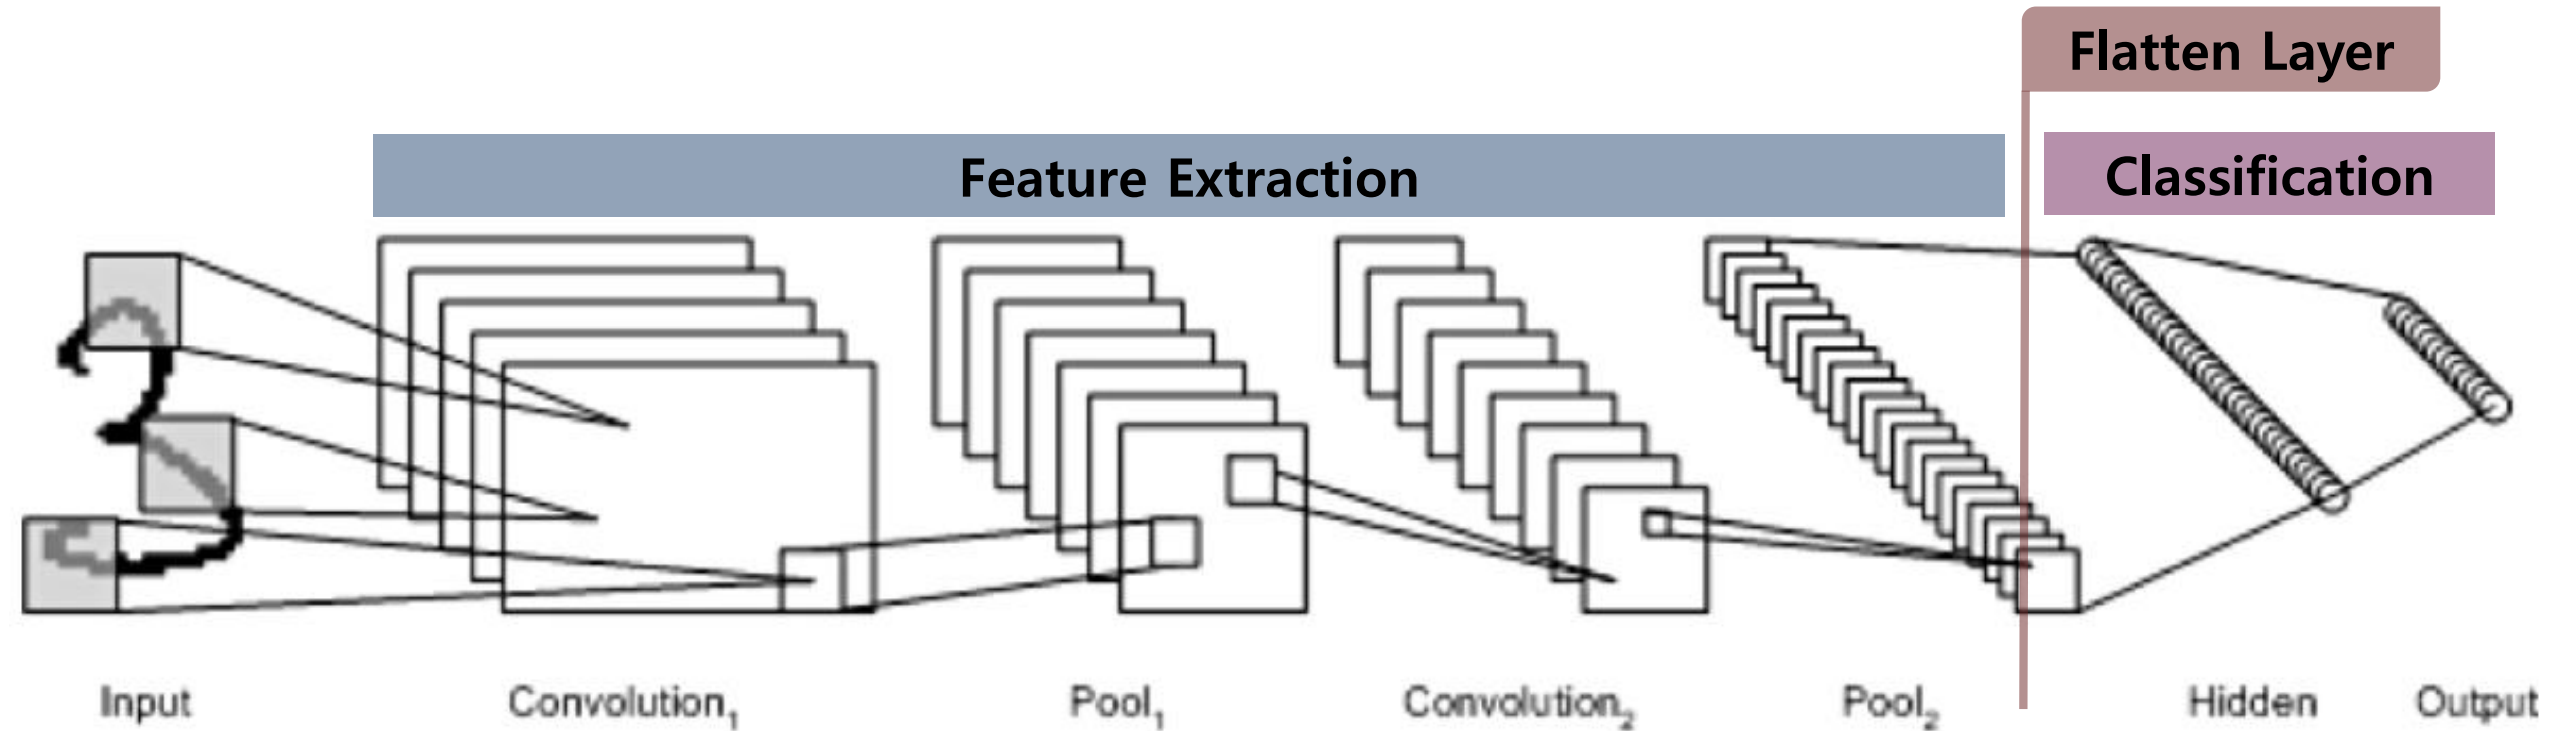 Flatten Layer
Feature Extraction
Classification
Input
Convolution₁
Pool₁
Convolution₂
Pool₂
Hidden
Output